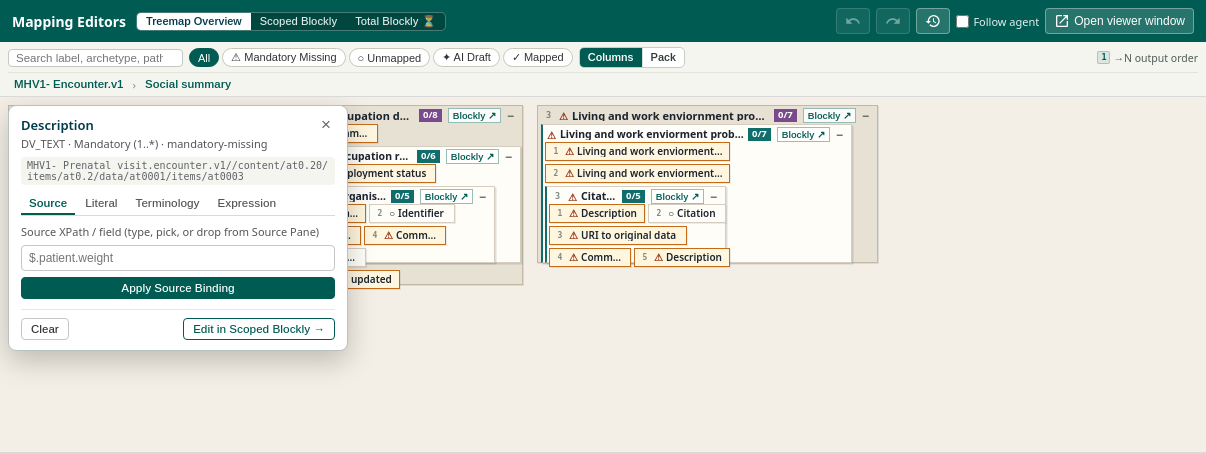 Mapping Editors
Treemap Overview
Scoped Blockly
Total Blockly ⏳
Follow agent
Open viewer window
Search label, archetype, path
All
⚠ Mandatory Missing
○ Unmapped
✦ AI Draft
✓ Mapped
Columns
Pack
1 →N output order
MHV1- Encounter.v1 › Social summary
Description ×
DV_TEXT · Mandatory (1..*) · mandatory-missing
MHV1- Prenatal visit.encounter.v1//content/at0.20/
items/at0.2/data/at0001/items/at0003
Source
Literal
Terminology
Expression
Source XPath / field (type, pick, or drop from Source Pane)
$.patient.weight
Apply Source Binding
Clear
Edit in Scoped Blockly →
upation d... 0/8 Blockly ↗ −
m...
cupation r... 0/6 Blockly ↗ −
ployment status
rganis... 0/5 Blockly ↗ −
...
2 ○ Identifier
...
4 ⚠ Comm...
...
updated
3 ⚠ Living and work enviornment pro... 0/7 Blockly ↗ −
⚠ Living and work enviorment prob... 0/7 Blockly ↗ −
1 ⚠ Living and work enviorment...
2 ⚠ Living and work enviorment...
3 ⚠ Citat... 0/5 Blockly ↗ −
1 ⚠ Description
2 ○ Citation
3 ⚠ URI to original data
4 ⚠ Comm...
5 ⚠ Description